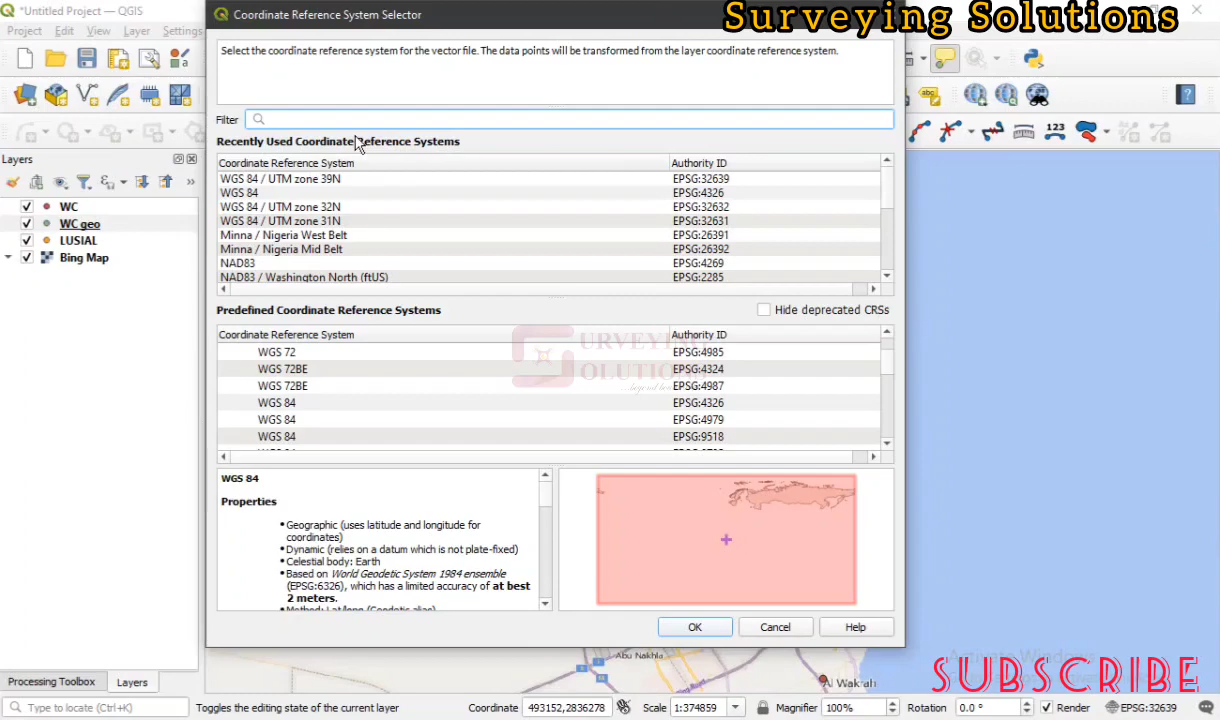 *Untitled Project — QGIS
Project Edit View Layer Settings
Coordinate Reference System Selector
Surveying Solutions
Select the coordinate reference system for the vector file. The data points will be transformed from the layer coordinate reference system.
Filter
Recently Used Coordinate Reference Systems
Coordinate Reference System Authority ID
WGS 84 / UTM zone 39N EPSG:32639
WGS 84 EPSG:4326
WGS 84 / UTM zone 32N EPSG:32632
WGS 84 / UTM zone 31N EPSG:32631
Minna / Nigeria West Belt EPSG:26391
Minna / Nigeria Mid Belt EPSG:26392
NAD83 EPSG:4269
NAD83 / Washington North (ftUS) EPSG:2285
Predefined Coordinate Reference Systems
Hide deprecated CRSs
Coordinate Reference System Authority ID
WGS 72 EPSG:4985
WGS 72BE EPSG:4324
WGS 72BE EPSG:4987
WGS 84 EPSG:4326
WGS 84 EPSG:4979
WGS 84 EPSG:9518
SURVEYING
SOLUTIONS
WGS 84
Properties
•Geographic (uses latitude and longitude for
coordinates)
•Dynamic (relies on a datum which is not plate-fixed)
•Celestial body: Earth
•Based on World Geodetic System 1984 ensemble
(EPSG:6326), which has a limited accuracy of at best
2 meters.
•Method: Lat/long (Geodetic alias)
OK Cancel Help
Layers
WC
WC geo
LUSIAL
Bing Map
abc
123
Abu Nakhla
Al Wakrah
Activate Windows
SUBSCRIBE
Processing Toolbox Layers
Type to locate (Ctrl+K)
Toggles the editing state of the current layer
Coordinate 493152,2836278
Scale 1:374859
Magnifier 100%
Rotation 0.0 °
Render
EPSG:32639